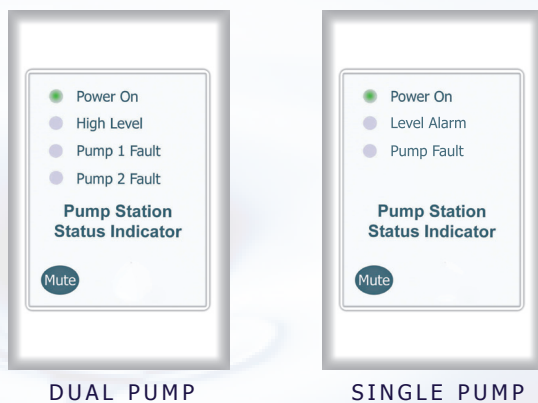 Power On
High Level
Pump 1 Fault
Pump 2 Fault
Pump Station
Status Indicator
Mute
DUAL PUMP
Power On
Level Alarm
Pump Fault
Pump Station
Status Indicator
Mute
SINGLE PUMP